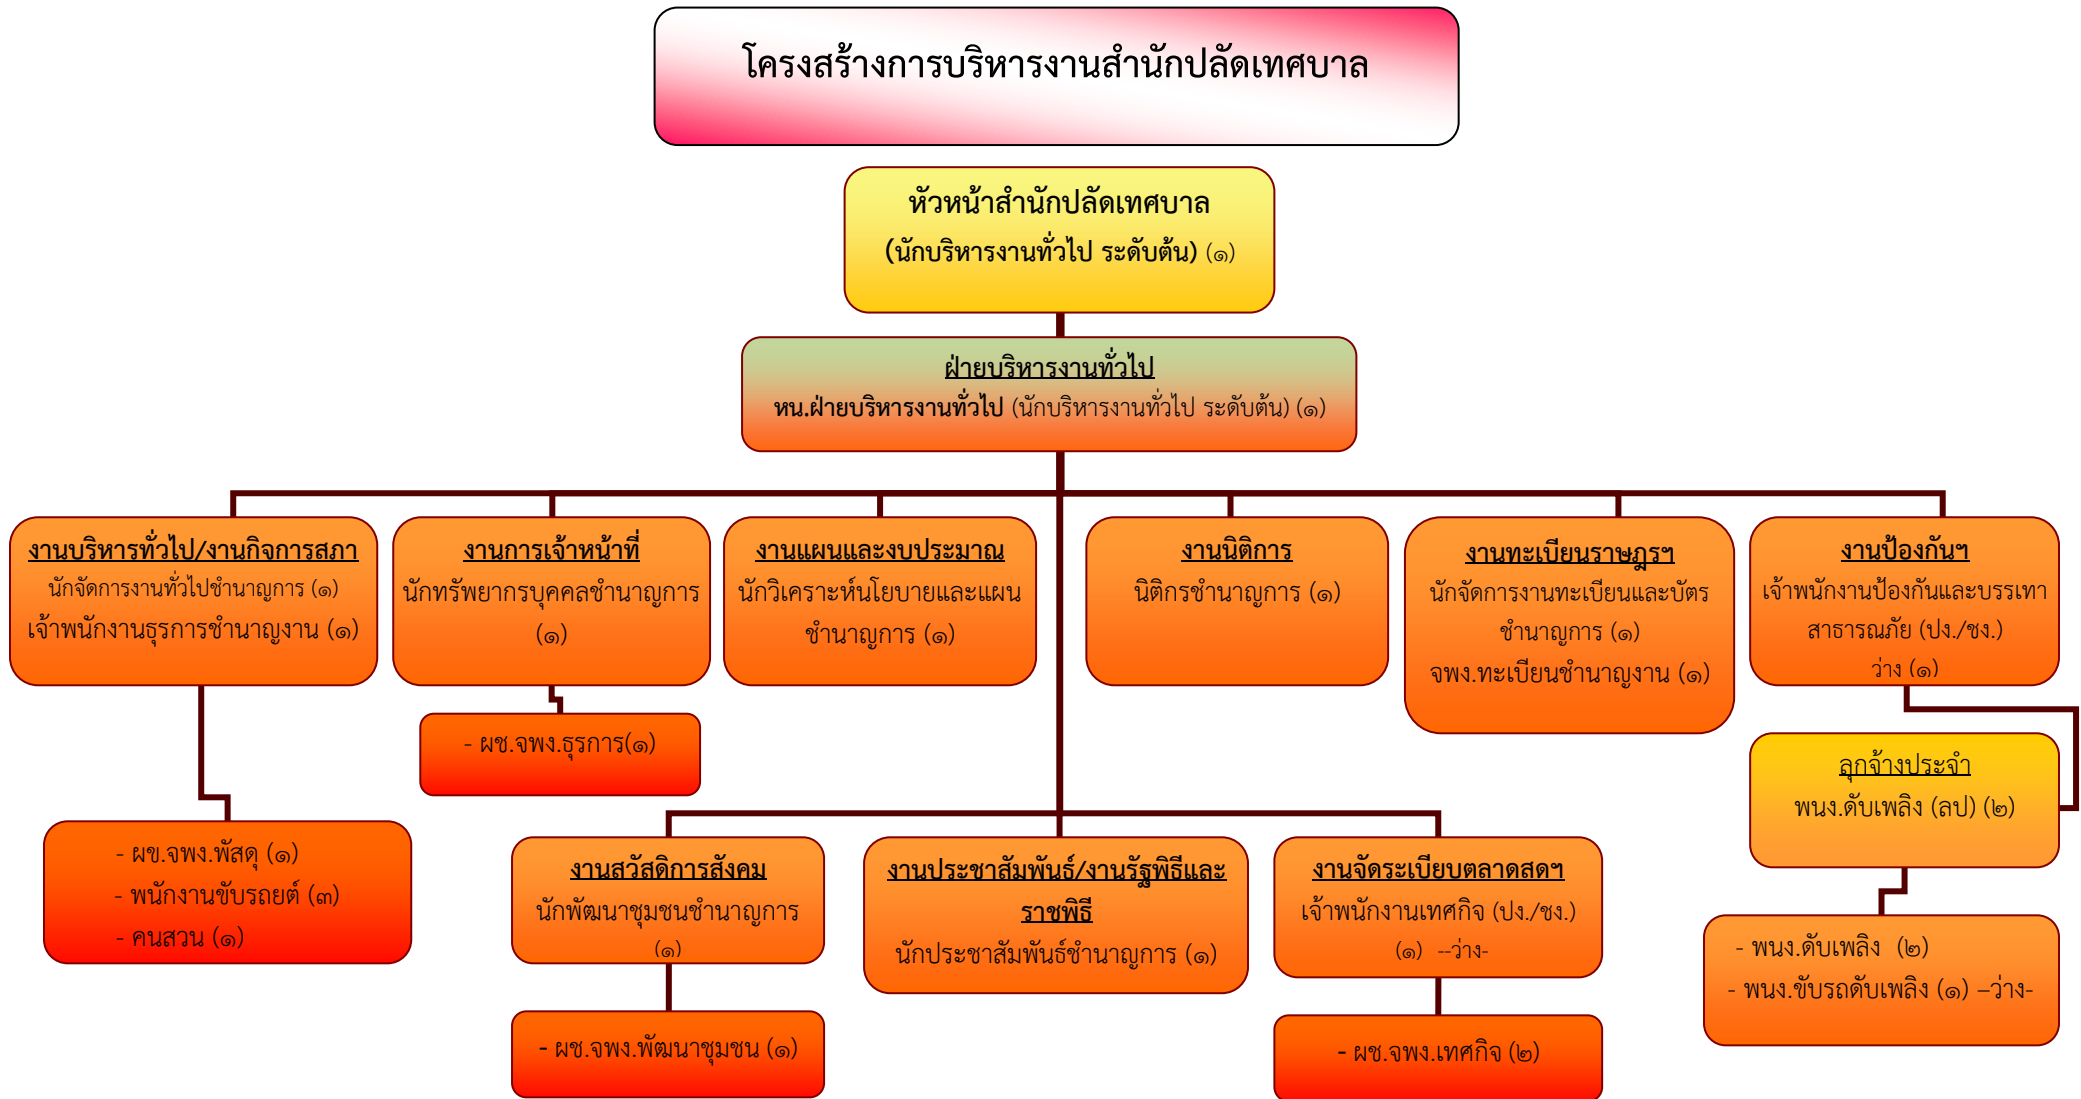 โครงสร้างการบริหารงานสำนักปลัดเทศบาล
หัวหน้าสำนักปลัดเทศบาล
(นักบริหารงานทั่วไป ระดับต้น) (๑)
ฝ่ายบริหารงานทั่วไป
หน.ฝ่ายบริหารงานทั่วไป (นักบริหารงานทั่วไป ระดับต้น) (๑)
งานบริหารทั่วไป/งานกิจการสภา
นักจัดการงานทั่วไปชำนาญการ (๑)
เจ้าพนักงานธุรการชำนาญงาน (๑)
งานการเจ้าหน้าที่
นักทรัพยากรบุคคลชำนาญการ
(๑)
งานแผนและงบประมาณ
นักวิเคราะห์นโยบายและแผน
ชำนาญการ (๑)
งานนิติการ
นิติกรชำนาญการ (๑)
งานทะเบียนราษฎรฯ
นักจัดการงานทะเบียนและบัตร
ชำนาญการ (๑)
จพง.ทะเบียนชำนาญงาน (๑)
งานป้องกันฯ
เจ้าพนักงานป้องกันและบรรเทา
สาธารณภัย (ปง./ชง.)
ว่าง (๑)
- ผช.จพง.ธุรการ(๑)
ลุกจ้างประจำ
พนง.ดับเพลิง (ลป) (๒)
- ผข.จพง.พัสดุ (๑)
- พนักงานขับรถยต์ (๓)
- คนสวน (๑)
งานสวัสดิการสังคม
นักพัฒนาชุมชนชำนาญการ
(๑)
งานประชาสัมพันธ์/งานรัฐพิธีและ
ราชพิธี
นักประชาสัมพันธ์ชำนาญการ (๑)
งานจัดระเบียบตลาดสดฯ
เจ้าพนักงานเทศกิจ (ปง./ชง.)
(๑) --ว่าง-
- พนง.ดับเพลิง (๒)
- พนง.ขับรถดับเพลิง (๑) –ว่าง-
- ผช.จพง.พัฒนาชุมชน (๑)
- ผช.จพง.เทศกิจ (๒)